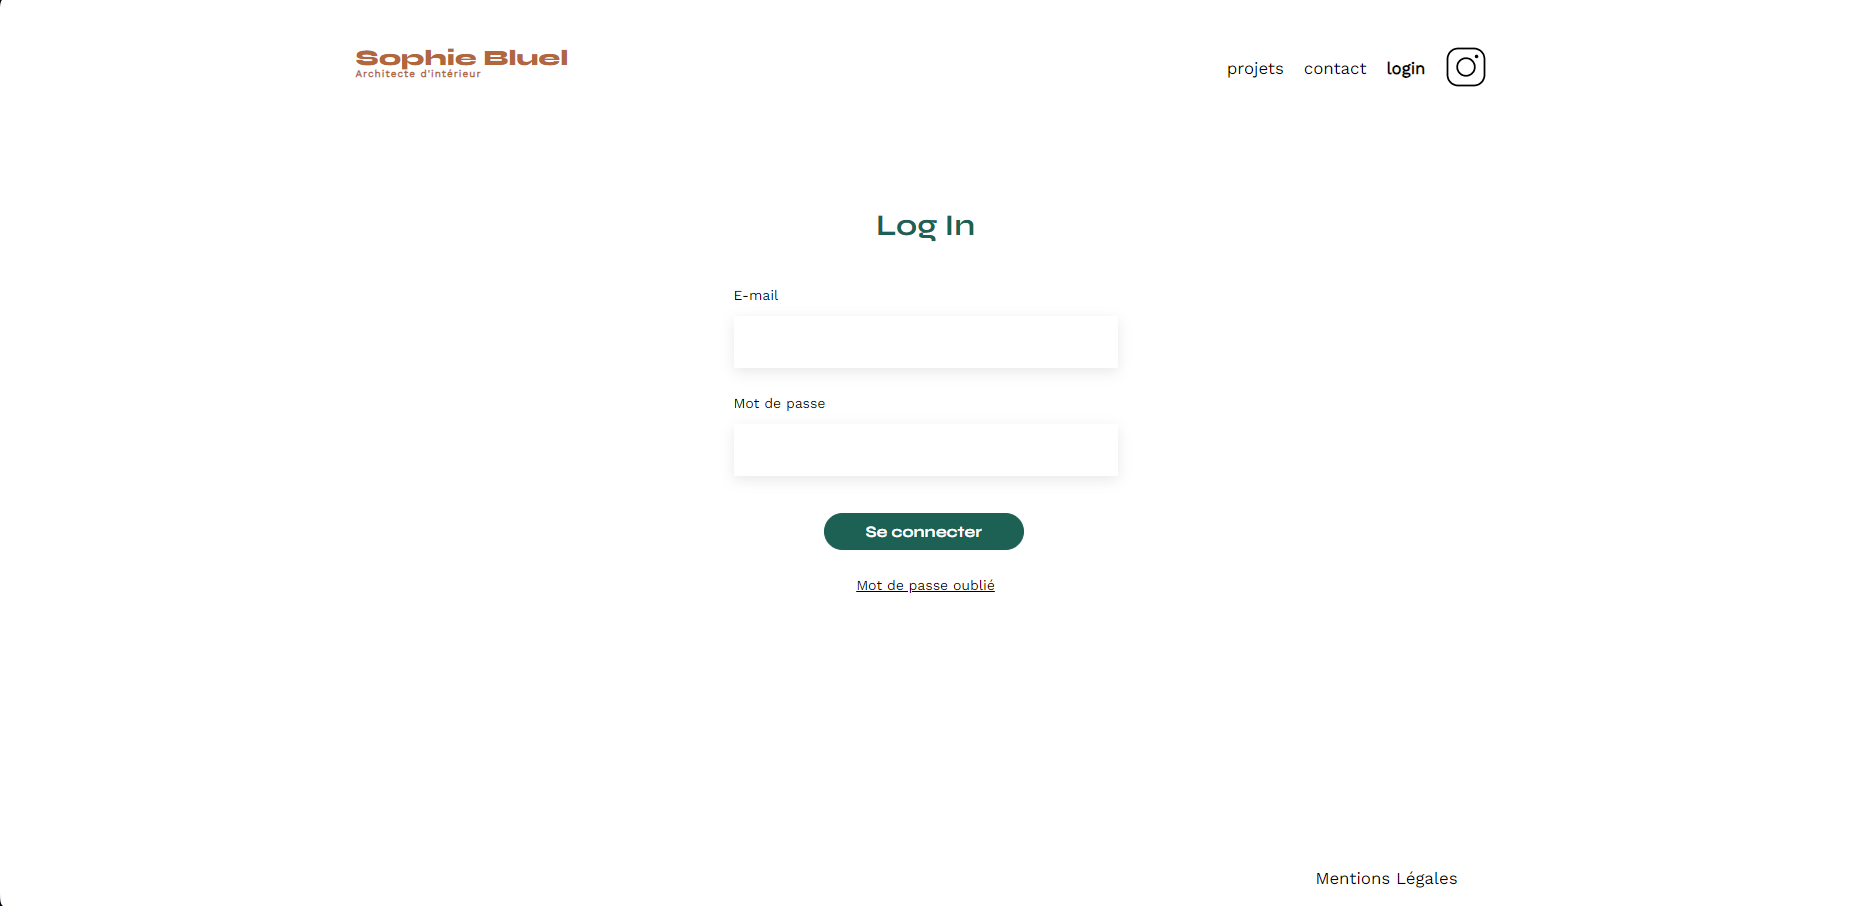 Sophie Bluel
Architecte d'intérieur
projets contact login
Log In
E-mail
Mot de passe
Se connecter
Mot de passe oublié
Mentions Légales